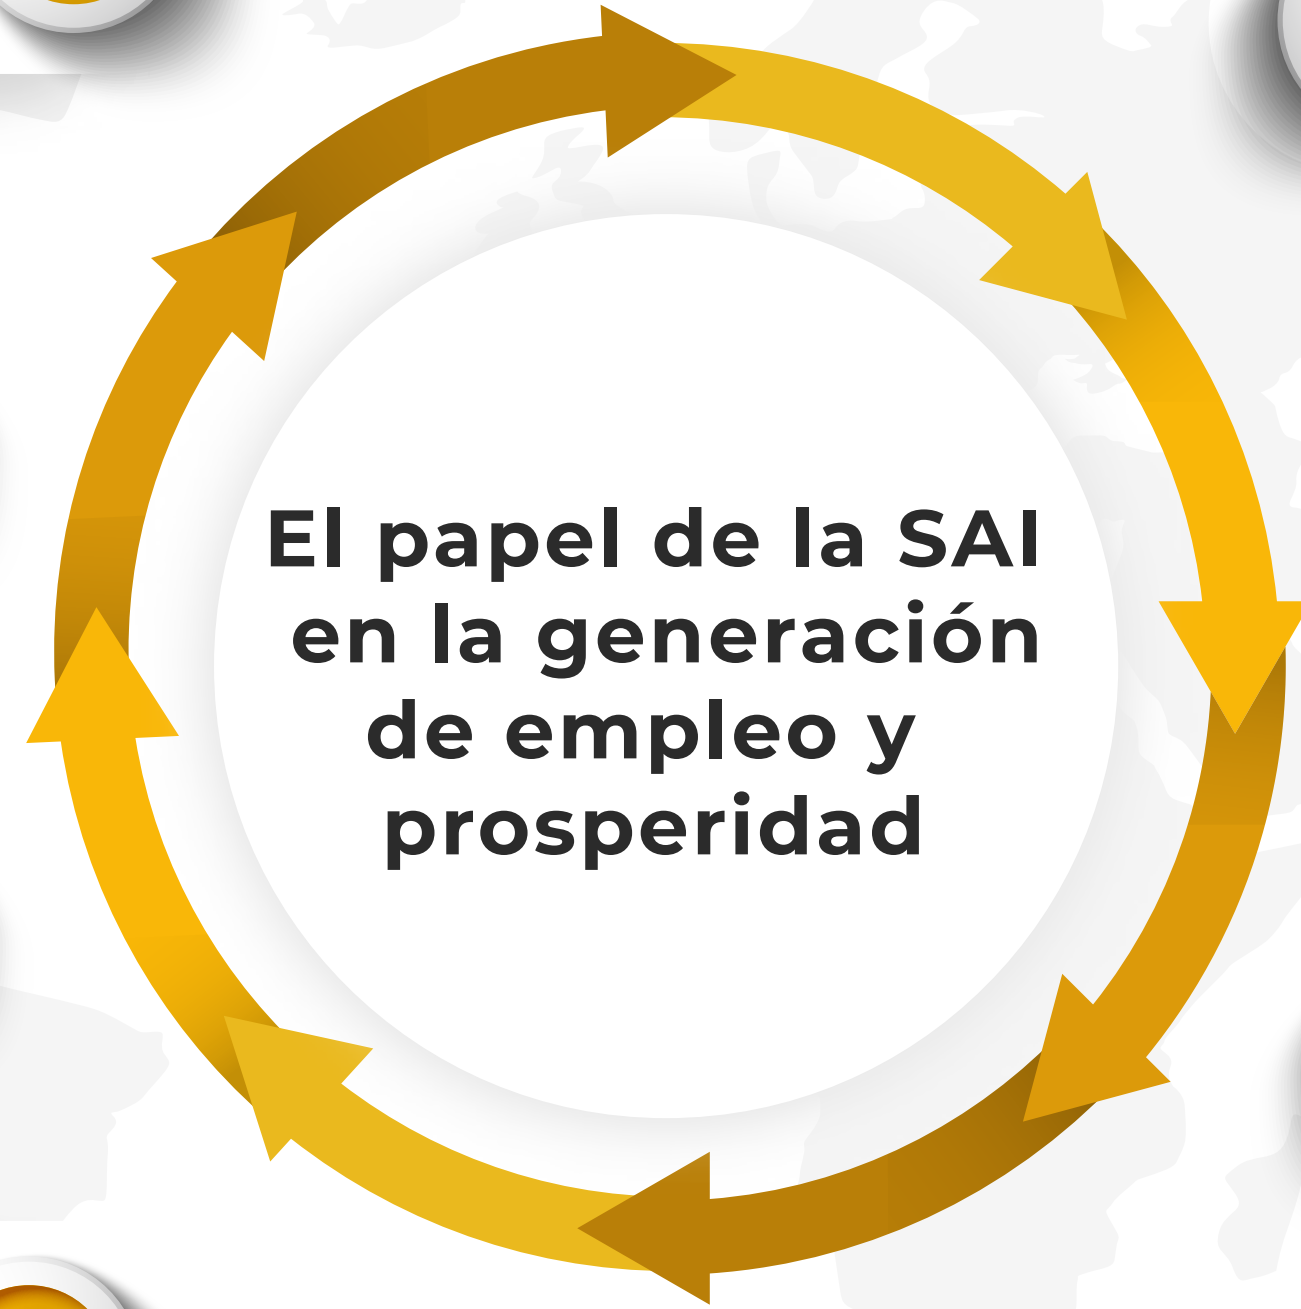 El papel de la SAI
en la generación
de empleo y
prosperidad